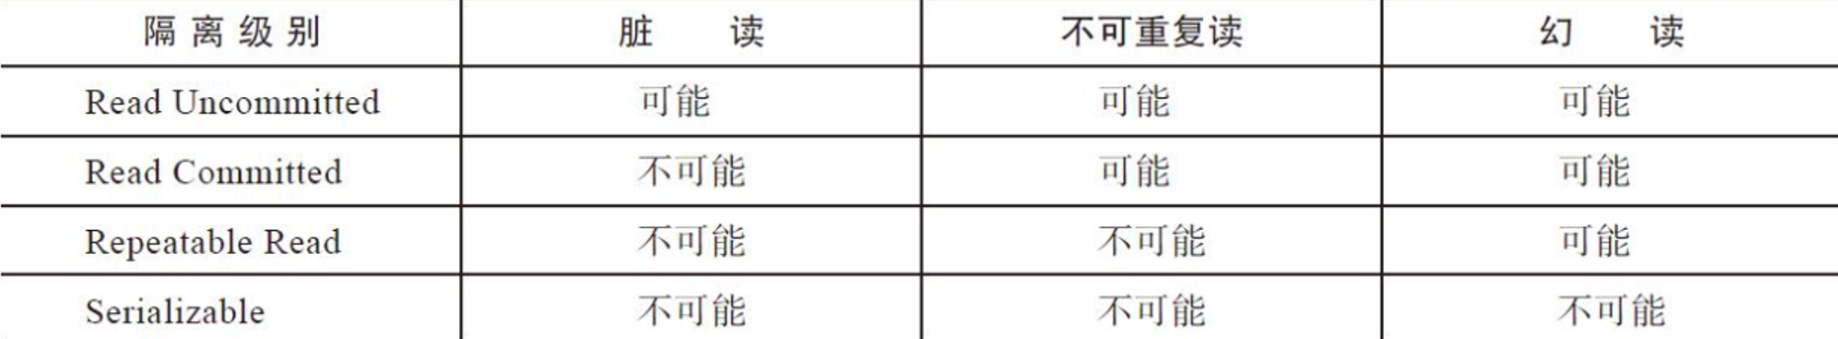 隔离级别 脏读 不可重复读 幻读
Read Uncommitted 可能 可能 可能
Read Committed 不可能 可能 可能
Repeatable Read 不可能 不可能 可能
Serializable 不可能 不可能 不可能